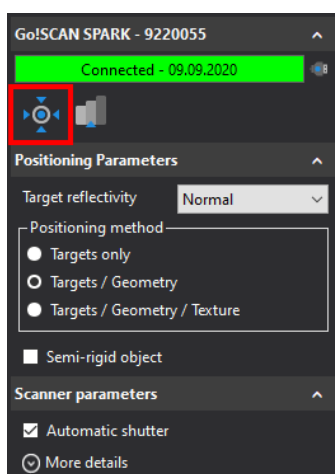 Go!SCAN SPARK - 9220055
Connected - 09.09.2020
Positioning Parameters
Target reflectivity Normal
Positioning method
Targets only
Targets / Geometry
Targets / Geometry / Texture
Semi-rigid object
Scanner parameters
Automatic shutter
More details